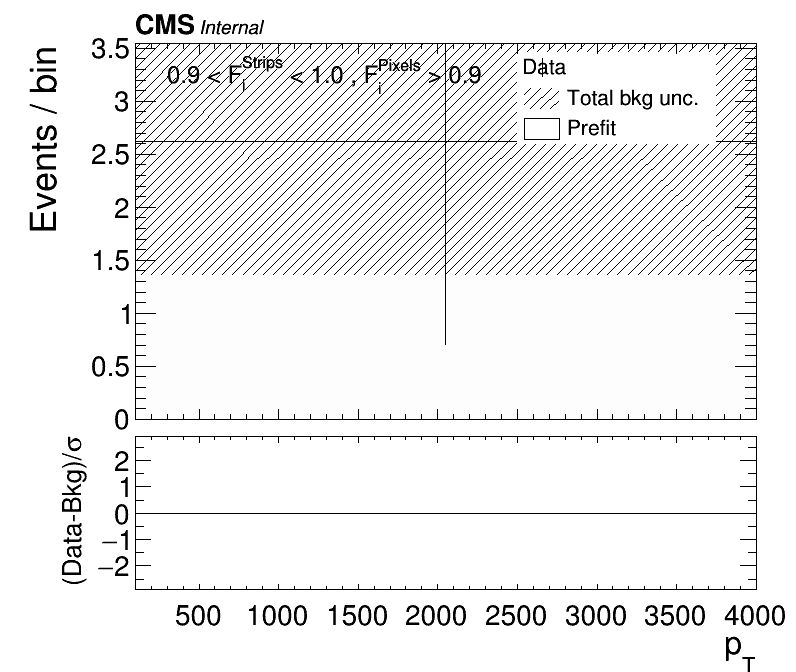 CMS Internal
Events / bin
3.5
3
2.5
2
1.5
1
0.5
0
0.9 < F_i^Strips < 1.0 , F_i^Pixels > 0.9
Data
Total bkg unc.
Prefit
(Data-Bkg)/σ
2
1
0
−1
−2
500 1000 1500 2000 2500 3000 3500 4000
p_T